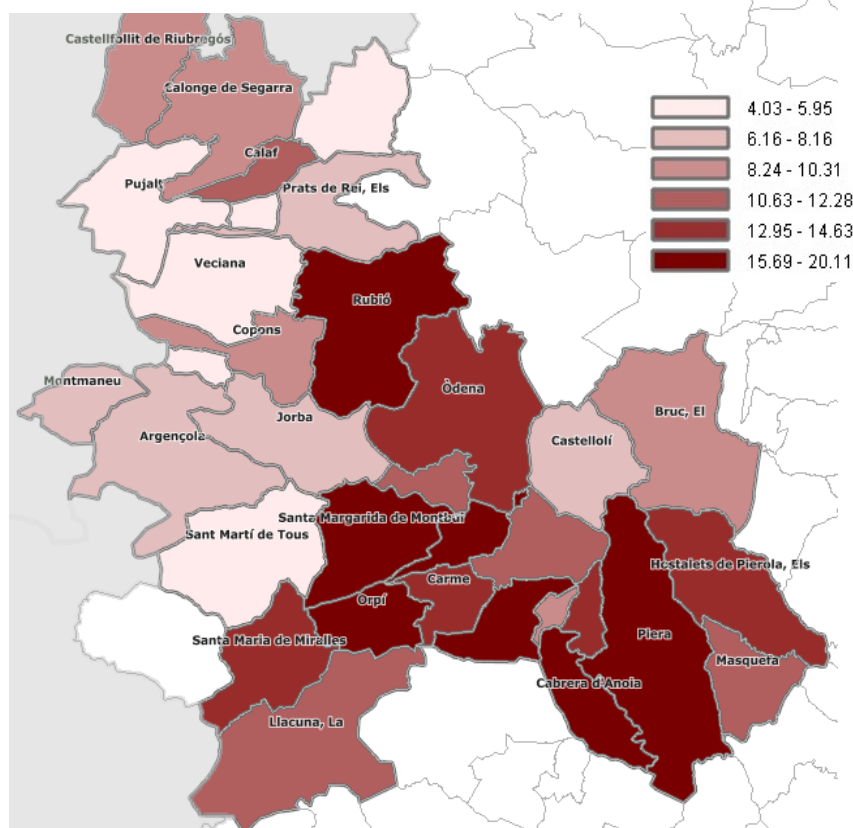 Castellfollit de Riubregós
Calonge de Segarra
4.03 - 5.95
6.16 - 8.16
Calaf
8.24 - 10.31
Pujalt
Prats de Rei, Els
10.63 - 12.28
12.95 - 14.63
Veciana
15.69 - 20.11
Rubió
Copons
Montmaneu
Òdena
Jorba
Bruc, El
Argençola
Castellolí
Santa Margarida de Montbui
Sant Martí de Tous
Hostalets de Pierola, Els
Carme
Orpí
Santa Maria de Miralles
Piera
Masquefa
Cabrera d'Anoia
Llacuna, La